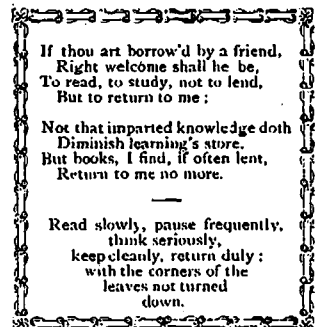 If thou art borrow'd by a friend,
Right welcome shall he be,
To read, to study, not to lend,
But to return to me ;
Not that imparted knowledge doth
Diminish learning's store,
But books, I find, if often lent,
Return to me no more.
Read slowly, pause frequently,
think seriously,
keep cleanly, return duly ;
with the corners of the
leaves not turned
down.